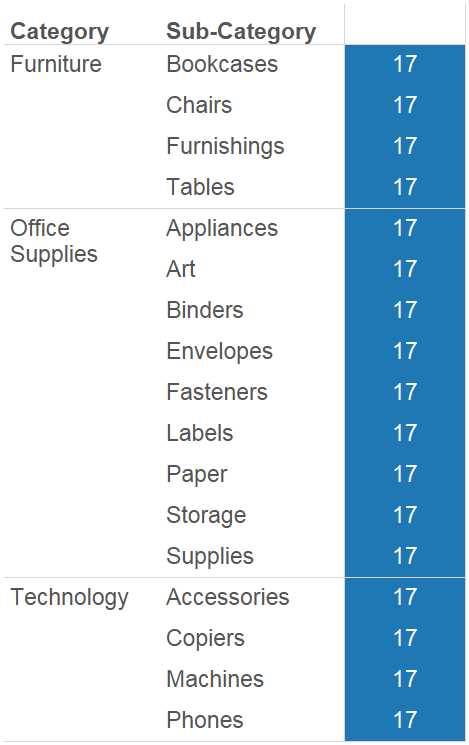 Category Sub-Category
Furniture Bookcases 17
Chairs 17
Furnishings 17
Tables 17
Office Appliances 17
Supplies Art 17
Binders 17
Envelopes 17
Fasteners 17
Labels 17
Paper 17
Storage 17
Supplies 17
Technology Accessories 17
Copiers 17
Machines 17
Phones 17